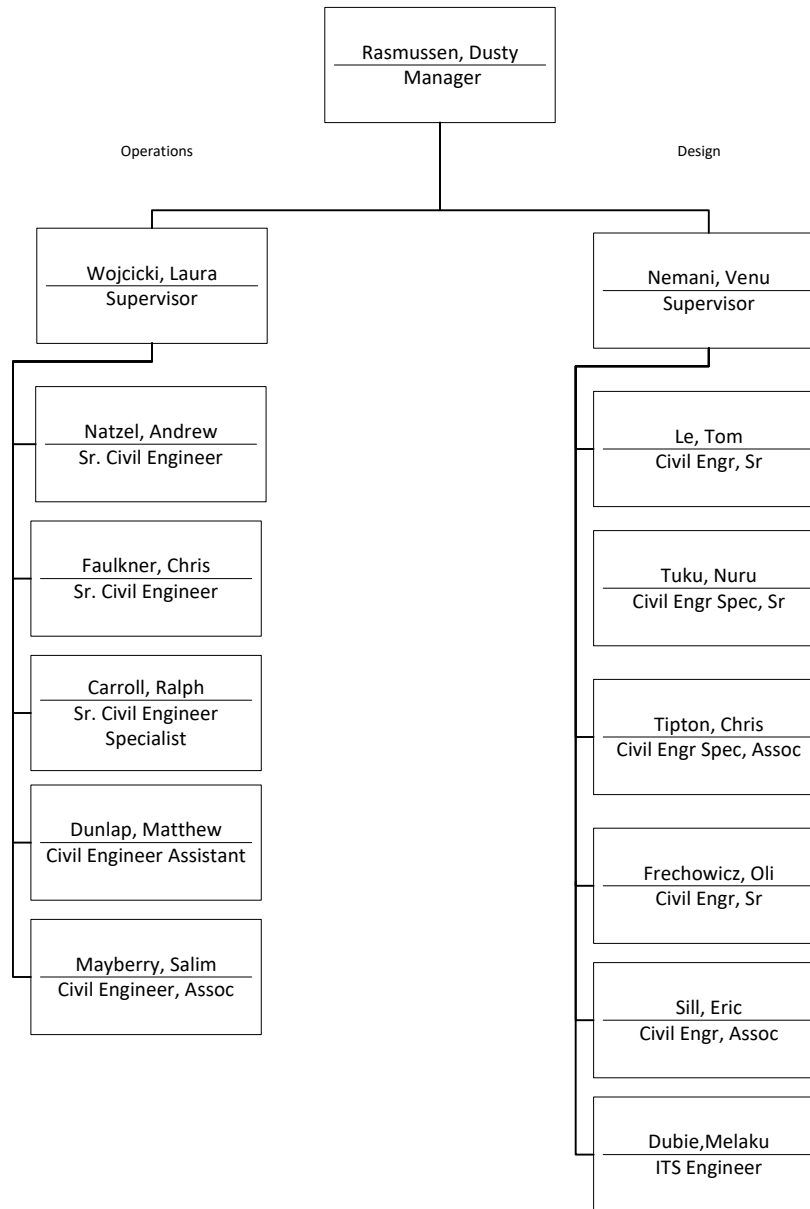 Rasmussen, Dusty
Manager
Operations
Design
Wojcicki, Laura
Supervisor
Natzel, Andrew
Sr. Civil Engineer
Faulkner, Chris
Sr. Civil Engineer
Carroll, Ralph
Sr. Civil Engineer
Specialist
Dunlap, Matthew
Civil Engineer Assistant
Mayberry, Salim
Civil Engineer, Assoc
Nemani, Venu
Supervisor
Le, Tom
Civil Engr, Sr
Tuku, Nuru
Civil Engr Spec, Sr
Tipton, Chris
Civil Engr Spec, Assoc
Frechowicz, Oli
Civil Engr, Sr
Sill, Eric
Civil Engr, Assoc
Dubie,Melaku
ITS Engineer